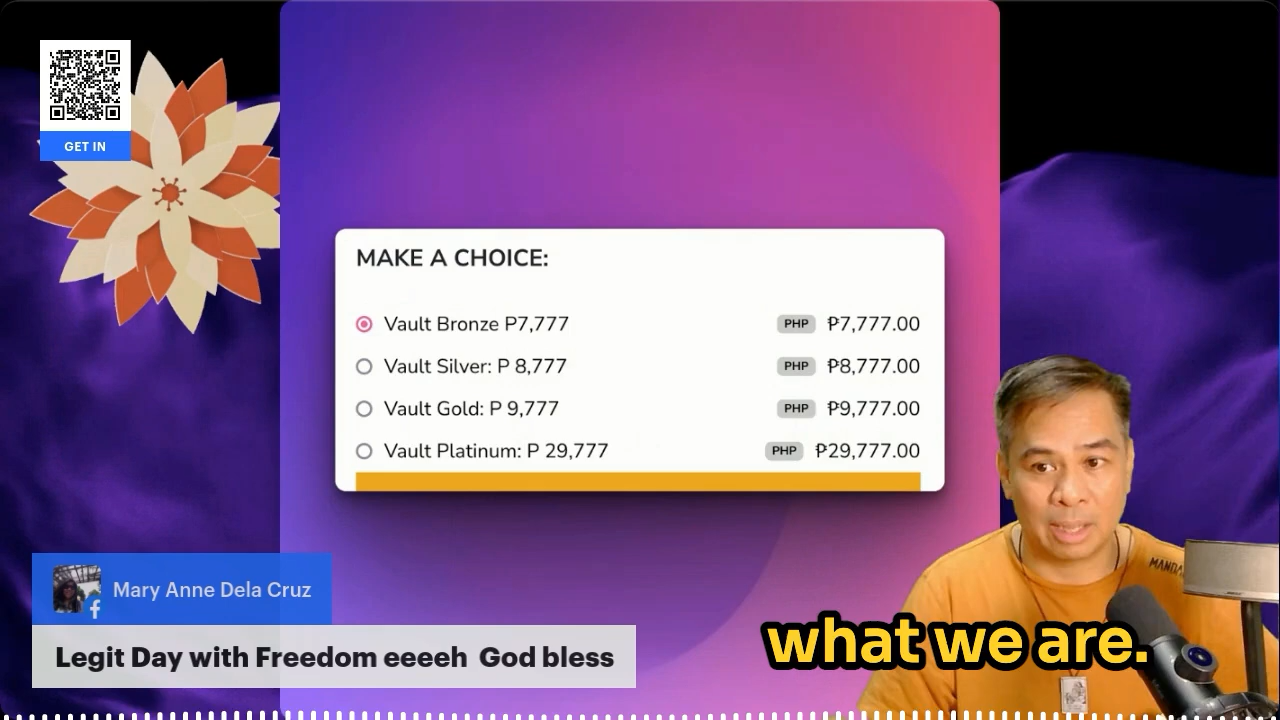 GET IN
MAKE A CHOICE:
Vault Bronze P7,777 PHP ₱7,777.00
Vault Silver: P 8,777 PHP ₱8,777.00
Vault Gold: P 9,777 PHP ₱9,777.00
Vault Platinum: P 29,777 PHP ₱29,777.00
Mary Anne Dela Cruz
Legit Day with Freedom eeeeh God bless
what we are.